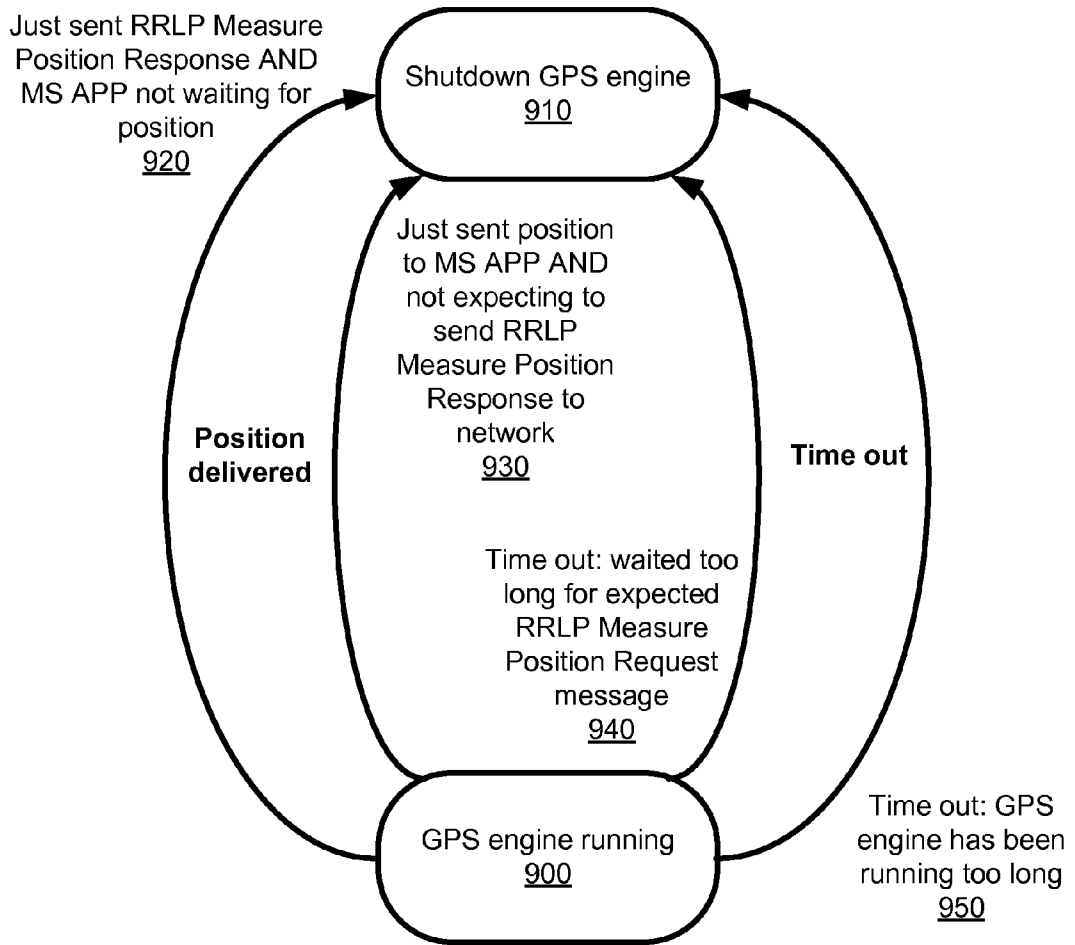 Just sent RRLP Measure
Position Response AND
MS APP not waiting for
position
920
Shutdown GPS engine
910
Just sent position
to MS APP AND
not expecting to
send RRLP
Measure Position
Response to
network
930
Position
delivered
Time out
Time out: waited too
long for expected
RRLP Measure
Position Request
message
940
GPS engine running
900
Time out: GPS
engine has been
running too long
950